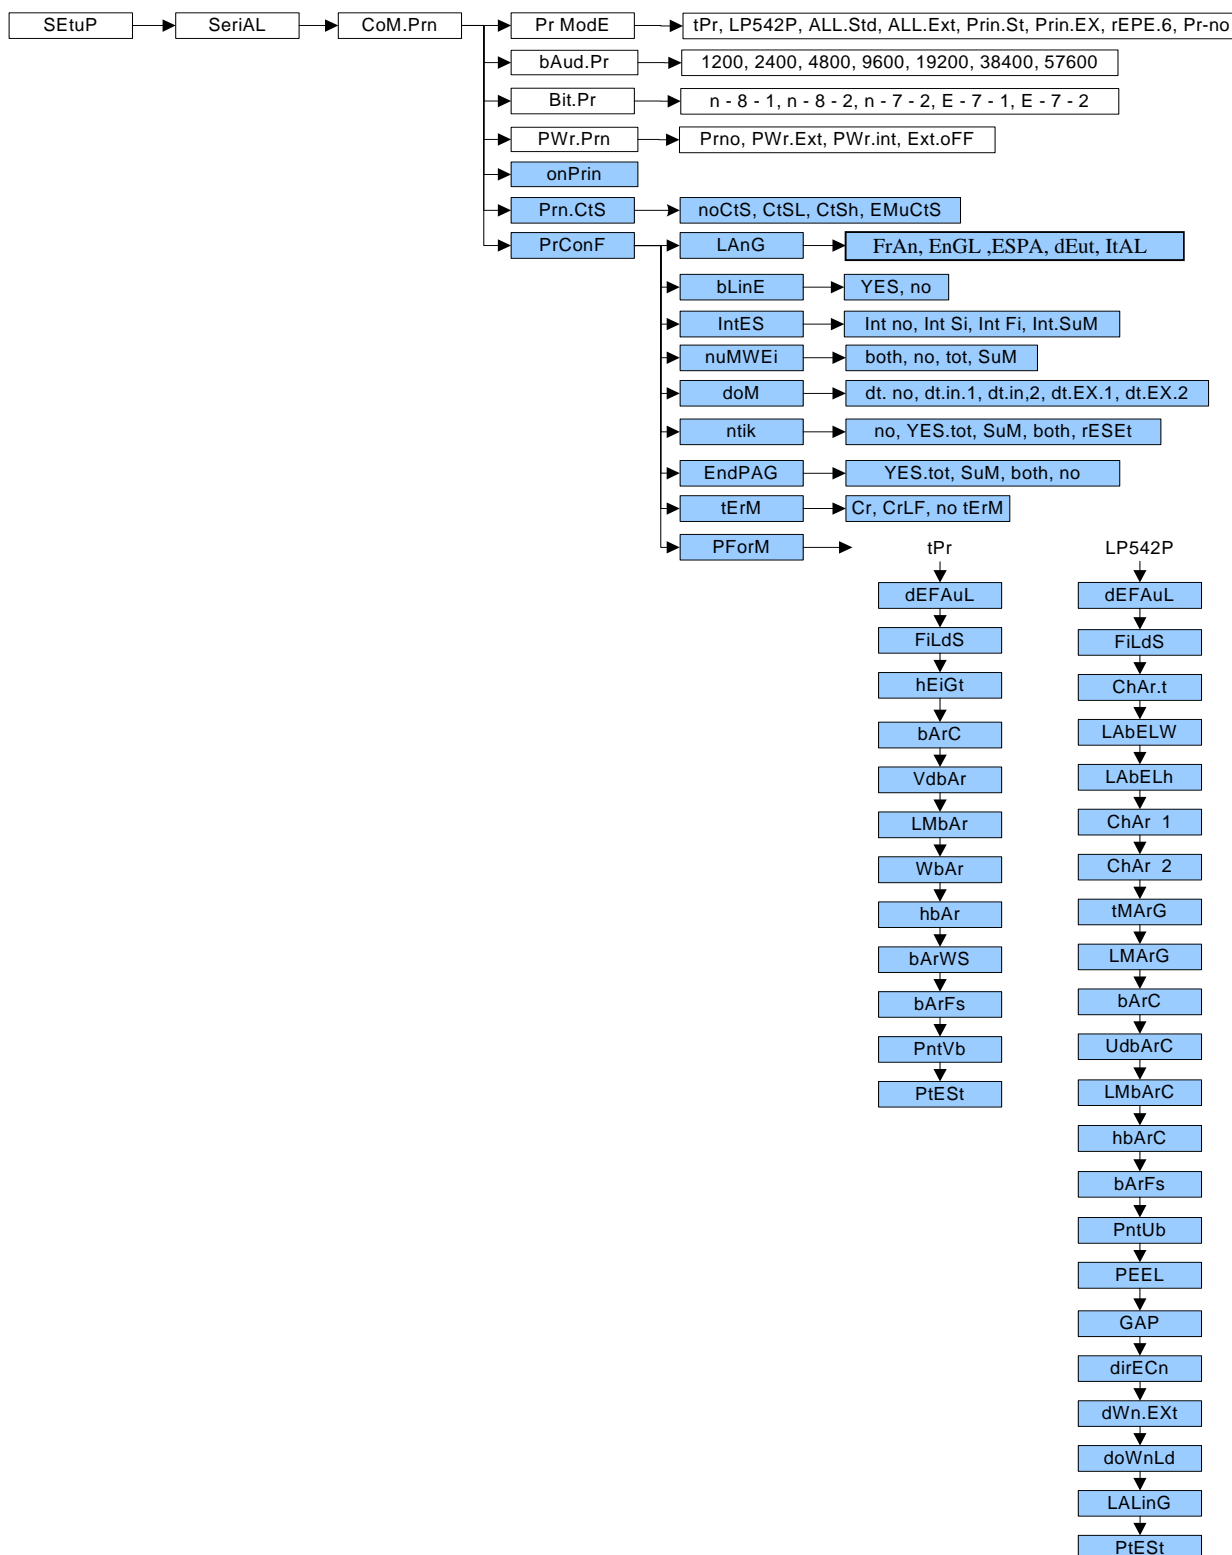 SEtuP SeriAL CoM.Prn Pr ModE tPr, LP542P, ALL.Std, ALL.Ext, Prin.St, Prin.EX, rEPE.6, Pr-no
bAud.Pr 1200, 2400, 4800, 9600, 19200, 38400, 57600
Bit.Pr n - 8 - 1, n - 8 - 2, n - 7 - 2, E - 7 - 1, E - 7 - 2
PWr.Prn Prno, PWr.Ext, PWr.int, Ext.oFF
onPrin
Prn.CtS noCtS, CtSL, CtSh, EMuCtS
PrConF LAnG FrAn, EnGL ,ESPA, dEut, ItAL
bLinE YES, no
IntES Int no, Int Si, Int Fi, Int.SuM
nuMWEi both, no, tot, SuM
doM dt. no, dt.in.1, dt.in,2, dt.EX.1, dt.EX.2
ntik no, YES.tot, SuM, both, rESEt
EndPAG YES.tot, SuM, both, no
tErM Cr, CrLF, no tErM
PForM tPr LP542P
dEFAuL dEFAuL
FiLdS FiLdS
hEiGt ChAr.t
bArC LAbELW
VdbAr LAbELh
LMbAr ChAr 1
WbAr ChAr 2
hbAr tMArG
bArWS LMArG
bArFs bArC
PntVb UdbArC
PtESt LMbArC
hbArC
bArFs
PntUb
PEEL
GAP
dirECn
dWn.EXt
doWnLd
LALinG
PtESt